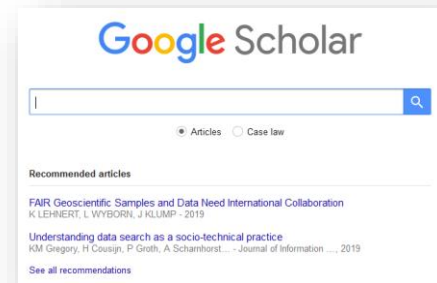 Google Scholar
Articles Case law
Recommended articles
FAIR Geoscientific Samples and Data Need International Collaboration
K LEHNERT, L WYBORN, J KLUMP - 2019
Understanding data search as a socio-technical practice
KM Gregory, H Cousijn, P Groth, A Scharnhorst... - Journal of Information ..., 2019
See all recommendations